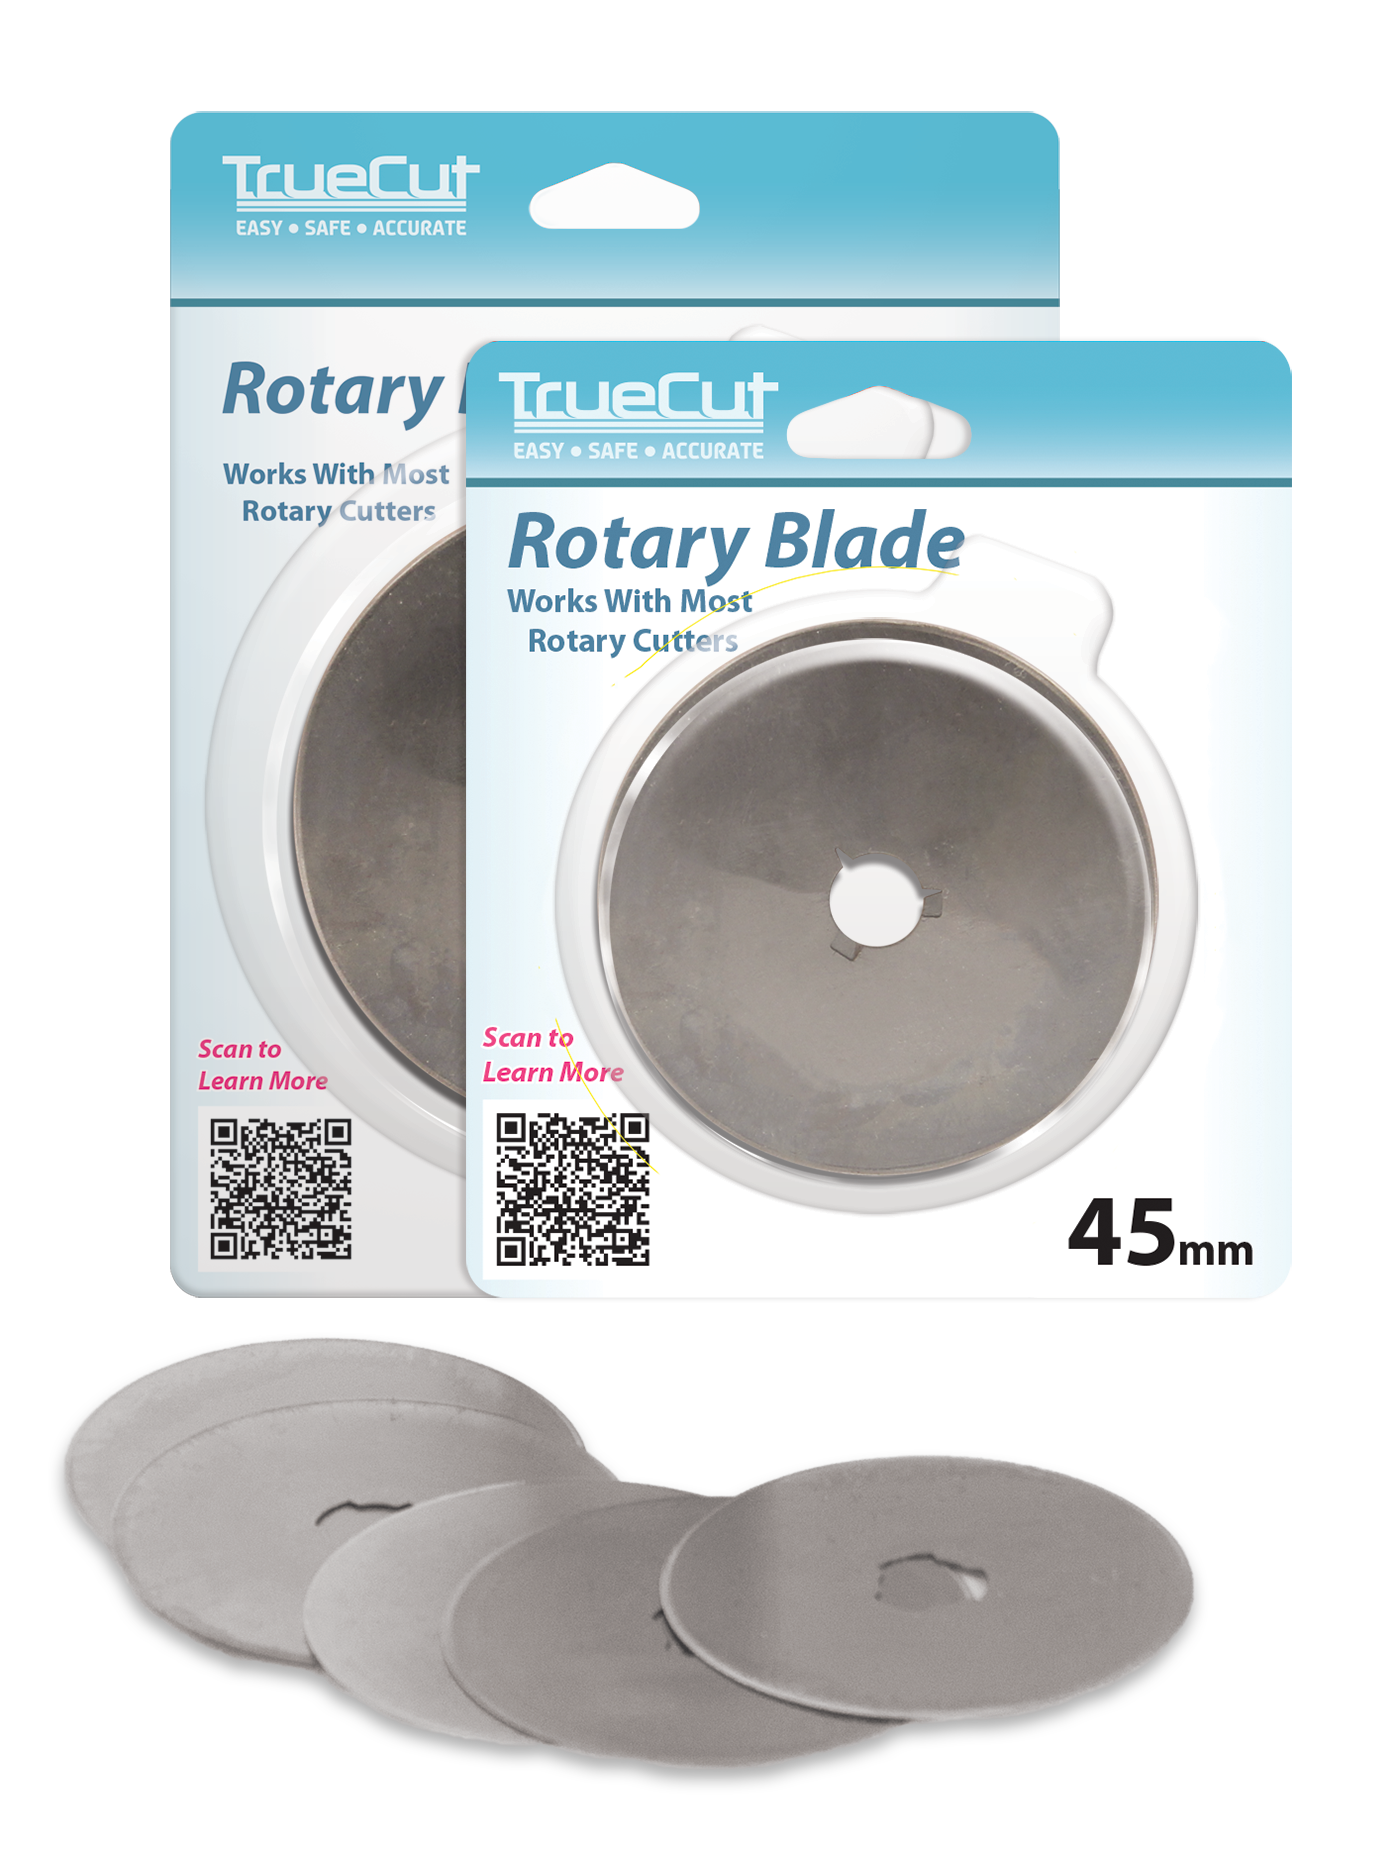 TrueCut
EASY • SAFE • ACCURATE
Rotary
Works With Most
Rotary Cutters
Scan to
Learn More
TrueCut
EASY • SAFE • ACCURATE
Rotary Blade
Works With Most
Rotary Cutters
Scan to
Learn More
45mm